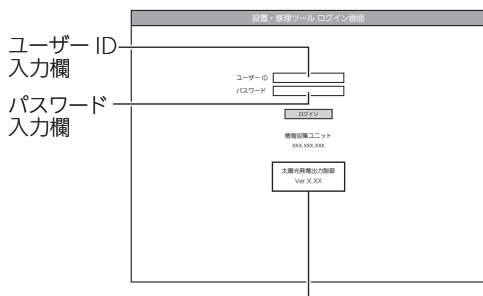 設置・修理ツール ログイン画面
ユーザー ID
入力欄
パスワード
入力欄
ユーザー ID
パスワード
ログイン
情報収集ユニット
xxx.xxx.xxx
太陽光発電出力制御
Ver.X.XX